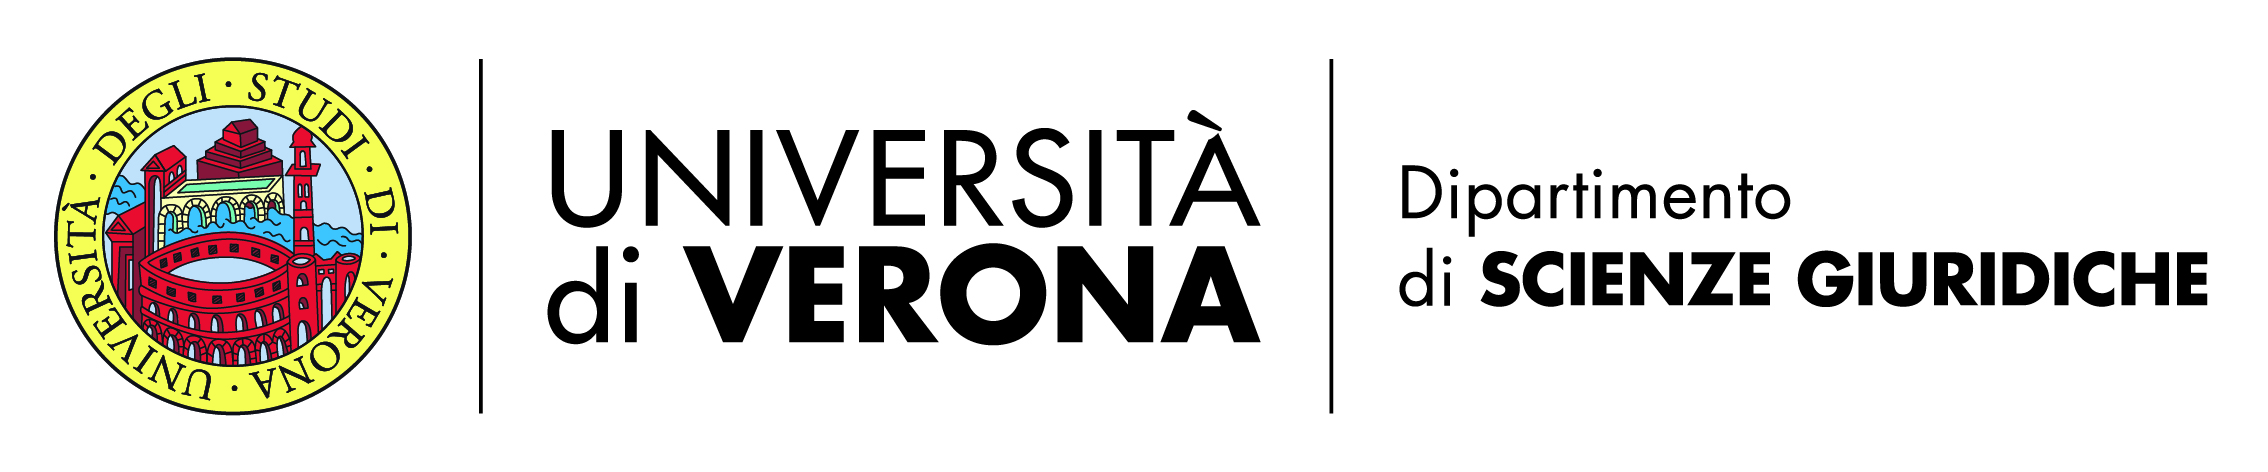 UNIVERSITÀ · DEGLI · STUDI · DI · VERONA ·
UNIVERSITÀ
di VERONA
Dipartimento
di SCIENZE GIURIDICHE